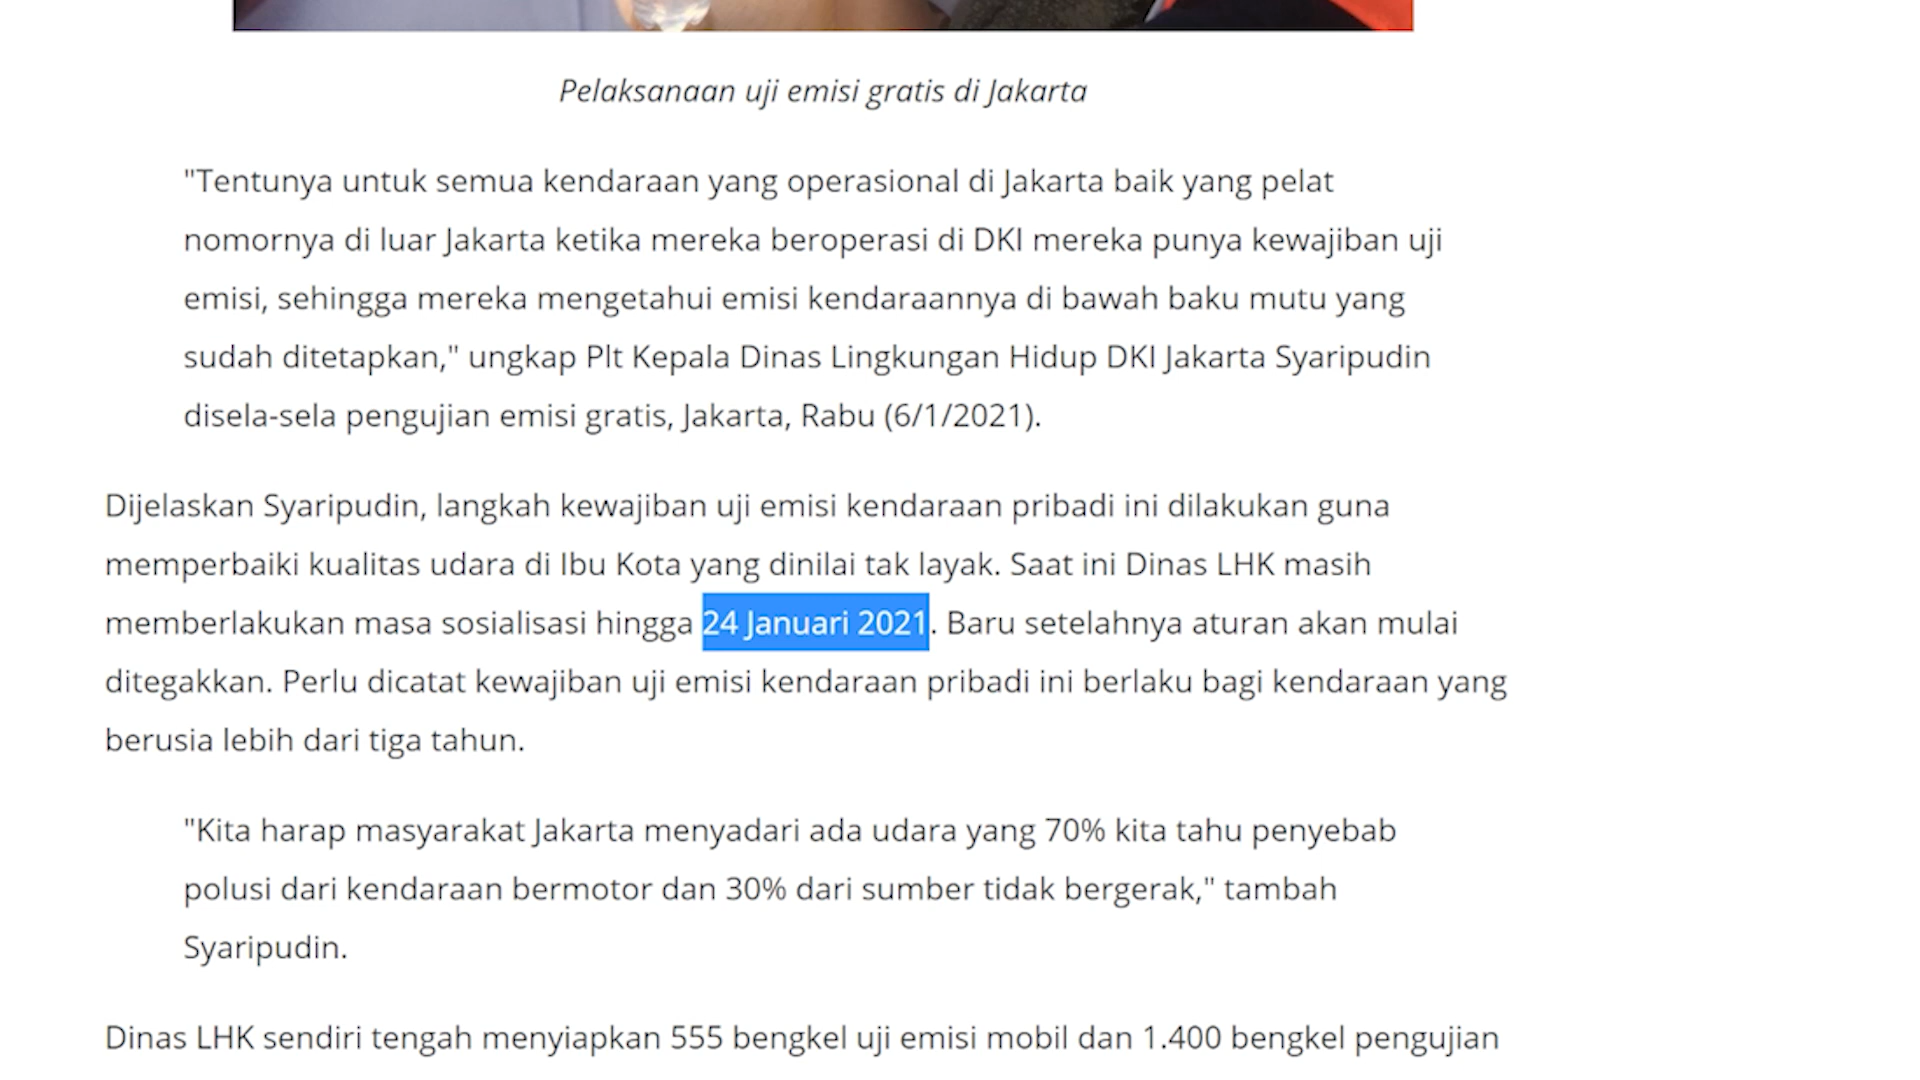 Pelaksanaan uji emisi gratis di Jakarta
"Tentunya untuk semua kendaraan yang operasional di Jakarta baik yang pelat
nomornya di luar Jakarta ketika mereka beroperasi di DKI mereka punya kewajiban uji
emisi, sehingga mereka mengetahui emisi kendaraannya di bawah baku mutu yang
sudah ditetapkan," ungkap Plt Kepala Dinas Lingkungan Hidup DKI Jakarta Syaripudin
disela-sela pengujian emisi gratis, Jakarta, Rabu (6/1/2021).
Dijelaskan Syaripudin, langkah kewajiban uji emisi kendaraan pribadi ini dilakukan guna
memperbaiki kualitas udara di Ibu Kota yang dinilai tak layak. Saat ini Dinas LHK masih
memberlakukan masa sosialisasi hingga 24 Januari 2021. Baru setelahnya aturan akan mulai
ditegakkan. Perlu dicatat kewajiban uji emisi kendaraan pribadi ini berlaku bagi kendaraan yang
berusia lebih dari tiga tahun.
"Kita harap masyarakat Jakarta menyadari ada udara yang 70% kita tahu penyebab
polusi dari kendaraan bermotor dan 30% dari sumber tidak bergerak," tambah
Syaripudin.
Dinas LHK sendiri tengah menyiapkan 555 bengkel uji emisi mobil dan 1.400 bengkel pengujian